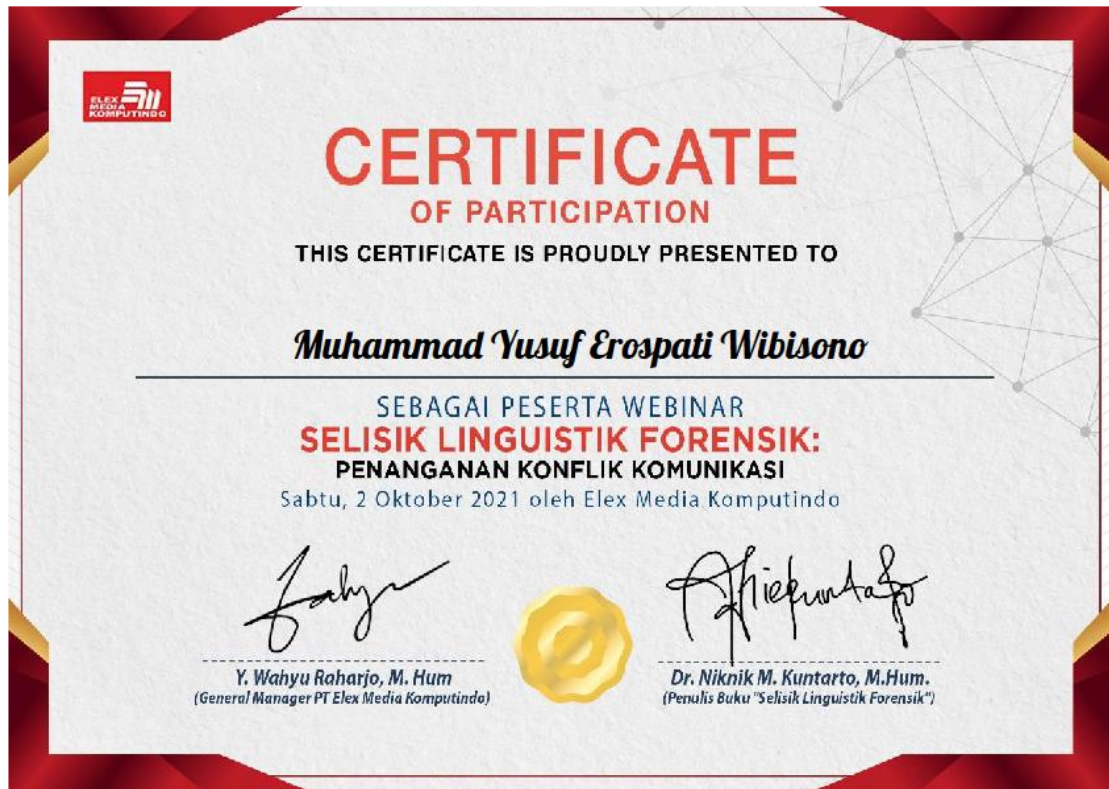 ELEX
MEDIA
KOMPUTINDO
CERTIFICATE
OF PARTICIPATION
THIS CERTIFICATE IS PROUDLY PRESENTED TO
Muhammad Yusuf Erospati Wibisono
SEBAGAI PESERTA WEBINAR
SELISIK LINGUISTIK FORENSIK:
PENANGANAN KONFLIK KOMUNIKASI
Sabtu, 2 Oktober 2021 oleh Elex Media Komputindo
Y. Wahyu Raharjo, M. Hum
(General Manager PT Elex Media Komputindo)
Dr. Niknik M. Kuntarto, M.Hum.
(Penulis Buku "Selisik Linguistik Forensik")